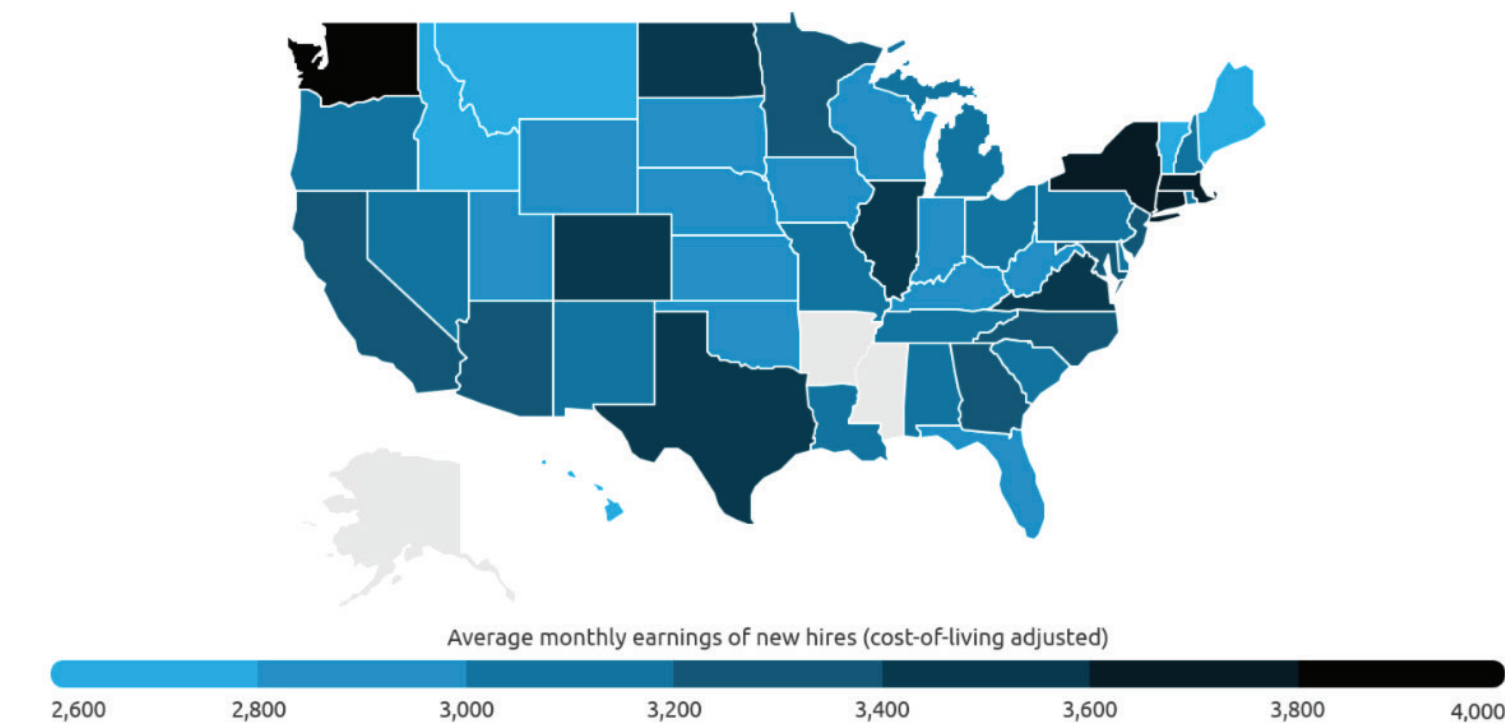 Average monthly earnings of new hires (cost-of-living adjusted)
2,600 2,800 3,000 3,200 3,400 3,600 3,800 4,000